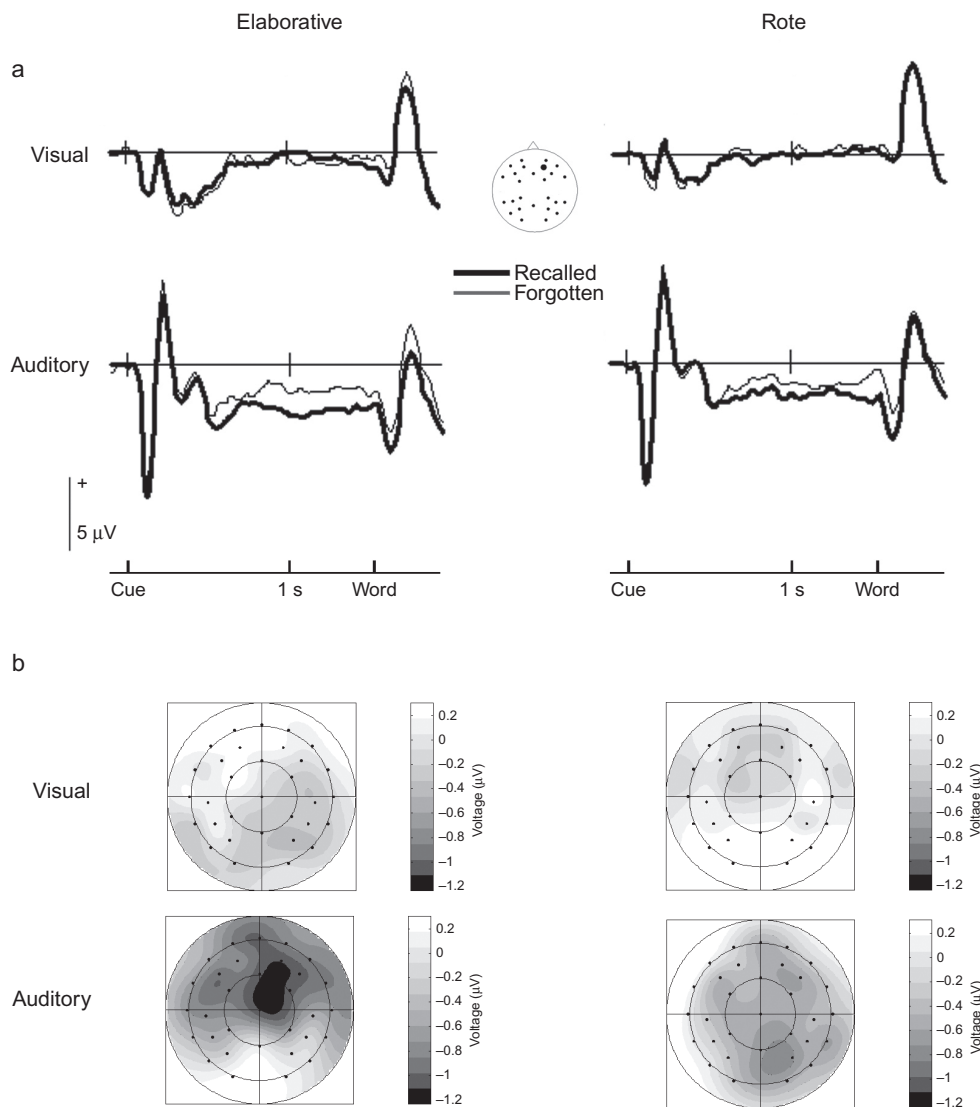 Elaborative Rote
a
Visual
Recalled
Forgotten
Auditory
+
5 μV
Cue 1 s Word Cue 1 s Word
b
Visual
0.2
0
−0.2
−0.4
−0.6
−0.8
−1
−1.2
Voltage (μV)
0.2
0
−0.2
−0.4
−0.6
−0.8
−1
−1.2
Voltage (μV)
Auditory
0.2
0
−0.2
−0.4
−0.6
−0.8
−1
−1.2
Voltage (μV)
0.2
0
−0.2
−0.4
−0.6
−0.8
−1
−1.2
Voltage (μV)